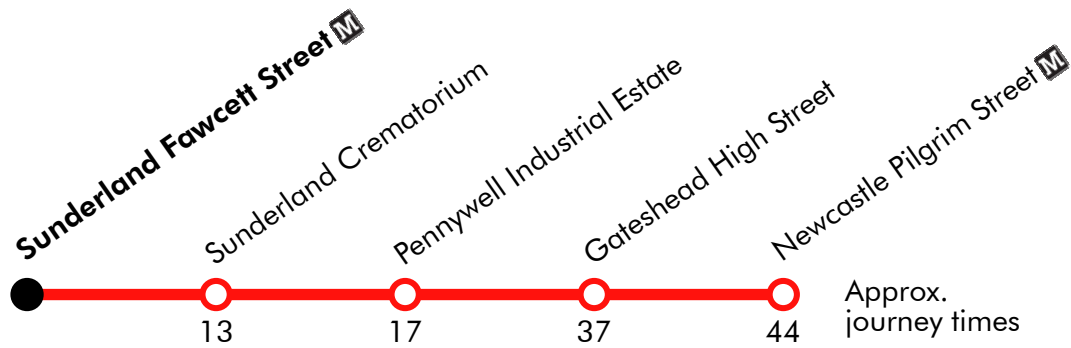 Sunderland Fawcett Street M
Sunderland Crematorium
Pennywell Industrial Estate
Gateshead High Street
Newcastle Pilgrim Street M
13
17
37
44
Approx.
journey times